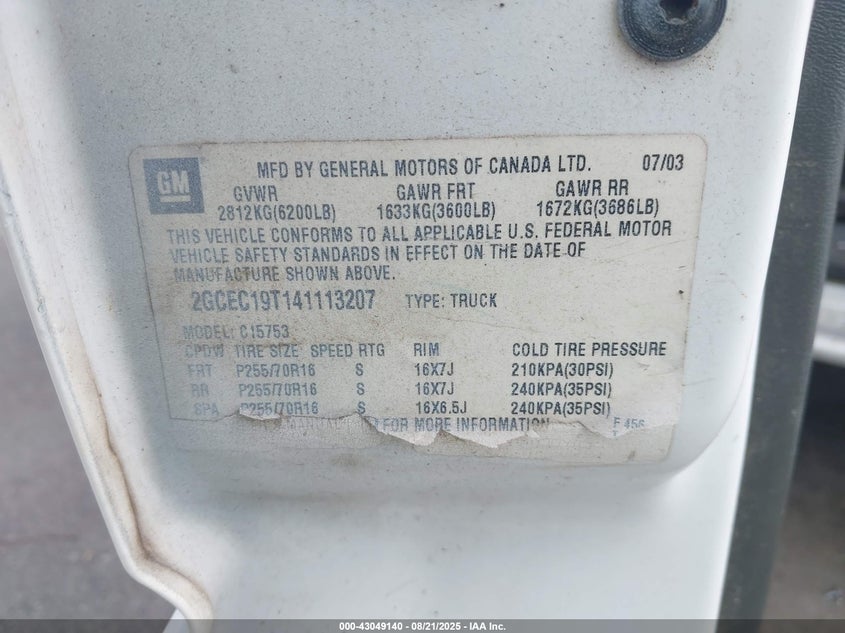 GM
MFD BY GENERAL MOTORS OF CANADA LTD. 07/03
GVWR GAWR FRT GAWR RR
2812KG(6200LB) 1633KG(3600LB) 1672KG(3686LB)
THIS VEHICLE CONFORMS TO ALL APPLICABLE U.S. FEDERAL MOTOR
VEHICLE SAFETY STANDARDS IN EFFECT ON THE DATE OF
MANUFACTURE SHOWN ABOVE.
2GCEC19T141113207 TYPE: TRUCK
MODEL: C15753
TIRE SIZE SPEED RTG RIM COLD TIRE PRESSURE
FRT P255/70R16 S 16X7J 210KPA(30PSI)
RR P255/70R16 S 16X7J 240KPA(35PSI)
SPA P255/70R16 S 16X6.5J 240KPA(35PSI)
MANUAL FOR MORE INFORMATION
000-43049140 - 08/21/2025 - IAA Inc.